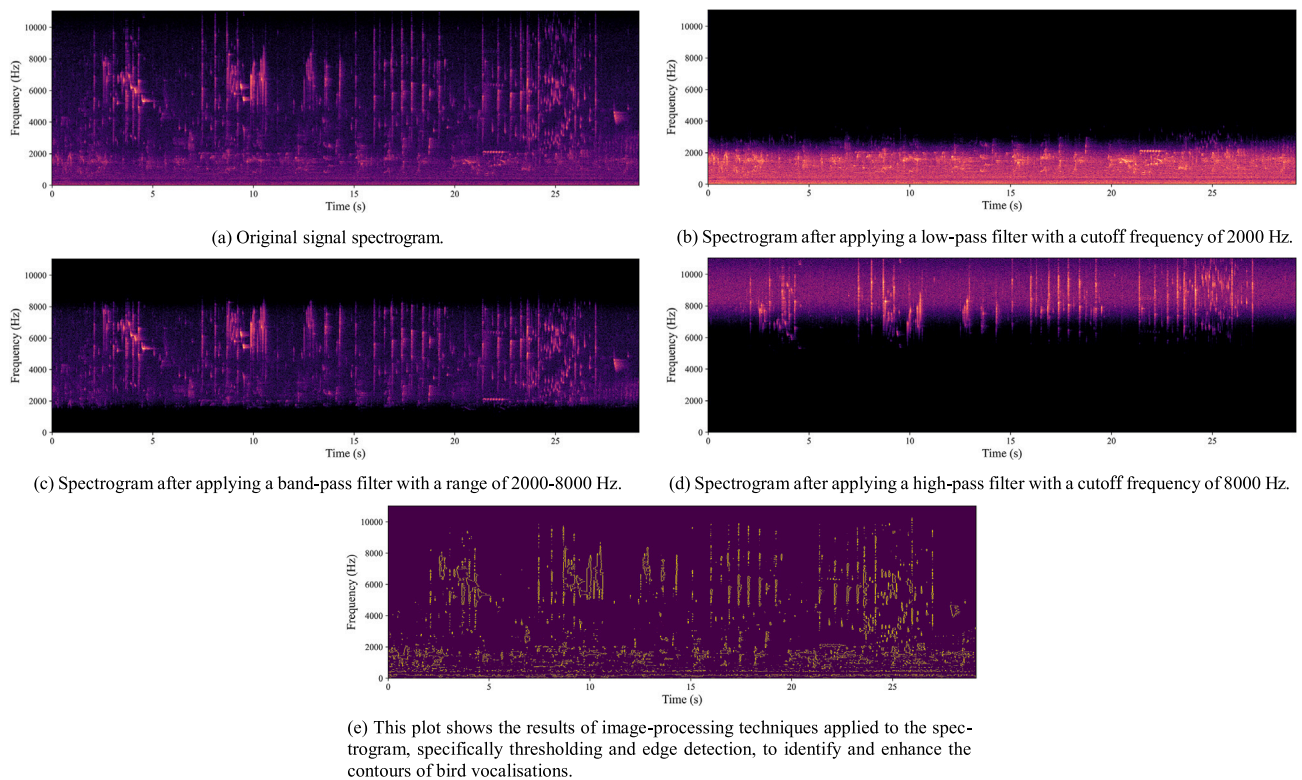 10000
8000
6000
4000
2000
0
Frequency (Hz)
0 5 10 15 20 25
Time (s)
(a) Original signal spectrogram.
10000
8000
6000
4000
2000
0
Frequency (Hz)
0 5 10 15 20 25
Time (s)
(b) Spectrogram after applying a low-pass filter with a cutoff frequency of 2000 Hz.
10000
8000
6000
4000
2000
0
Frequency (Hz)
0 5 10 15 20 25
Time (s)
(c) Spectrogram after applying a band-pass filter with a range of 2000-8000 Hz.
10000
8000
6000
4000
2000
0
Frequency (Hz)
0 5 10 15 20 25
Time (s)
(d) Spectrogram after applying a high-pass filter with a cutoff frequency of 8000 Hz.
10000
8000
6000
4000
2000
0
Frequency (Hz)
0 5 10 15 20 25
Time (s)
(e) This plot shows the results of image-processing techniques applied to the spec-
trogram, specifically thresholding and edge detection, to identify and enhance the
contours of bird vocalisations.